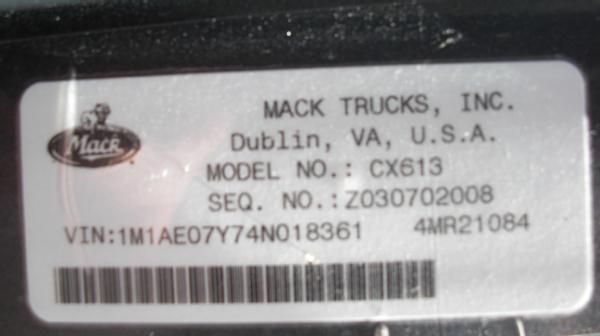 MACK TRUCKS, INC.
Mack Dublin, VA, U.S.A.
MODEL NO.: CX613
SEQ. NO.: Z030702008
VIN:1M1AE07Y74N018361 4MR21084